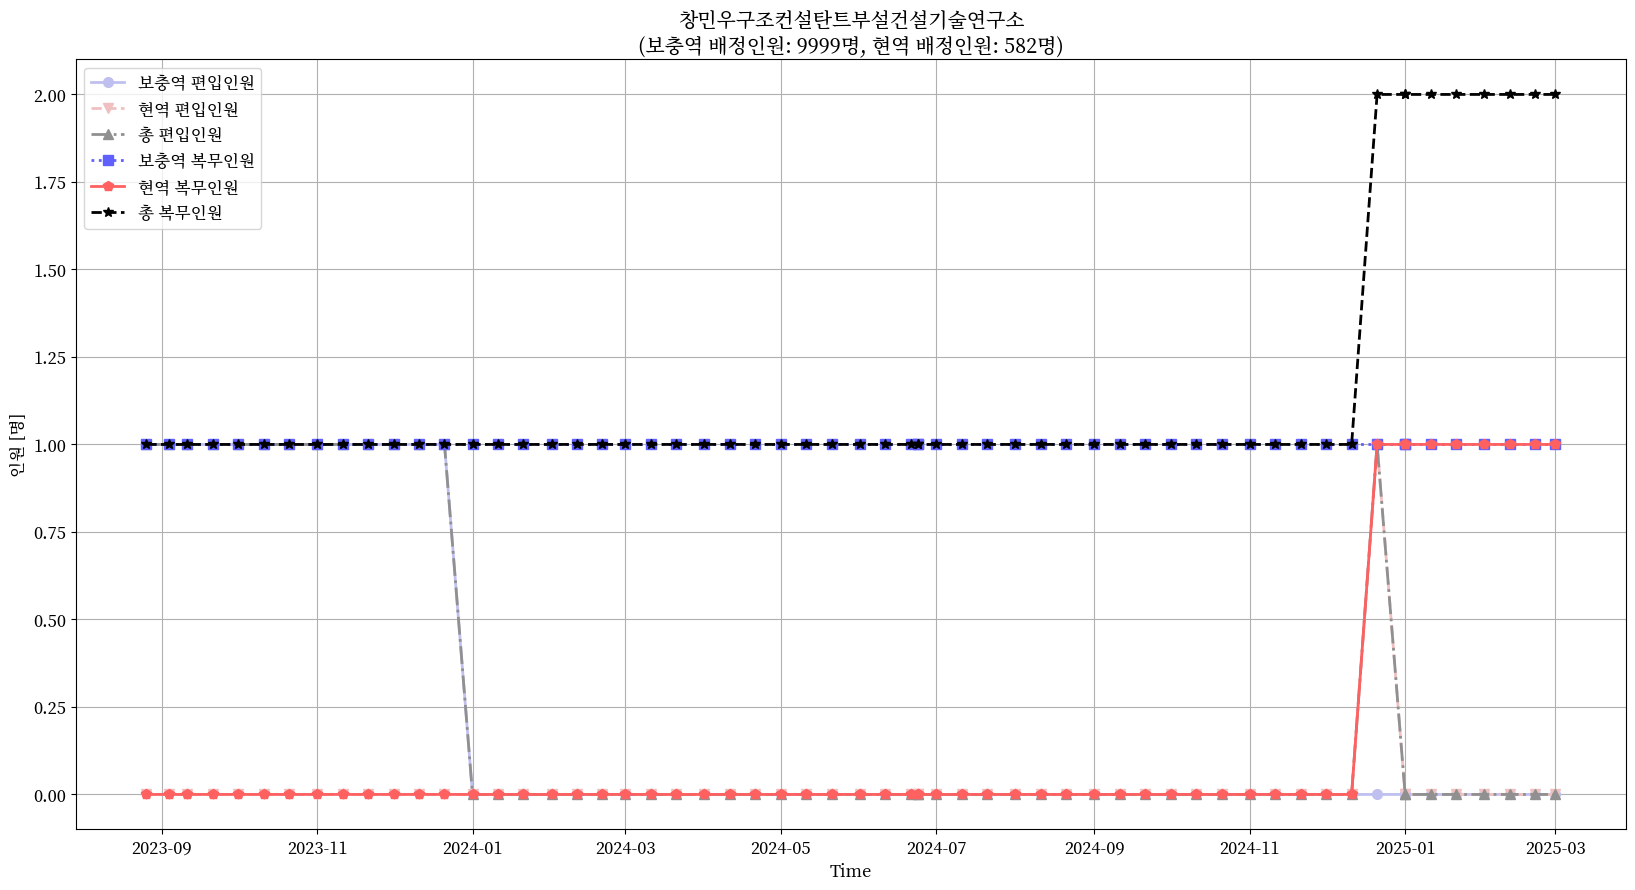 창민우구조컨설탄트부설건설기술연구소
(보충역 배정인원: 9999명, 현역 배정인원: 582명)
보충역 편입인원
현역 편입인원
총 편입인원
보충역 복무인원
현역 복무인원
총 복무인원
2.00
1.75
1.50
1.25
1.00
0.75
0.50
0.25
0.00
인원 [명]
2023-09
2023-11
2024-01
2024-03
2024-05
2024-07
2024-09
2024-11
2025-01
2025-03
Time